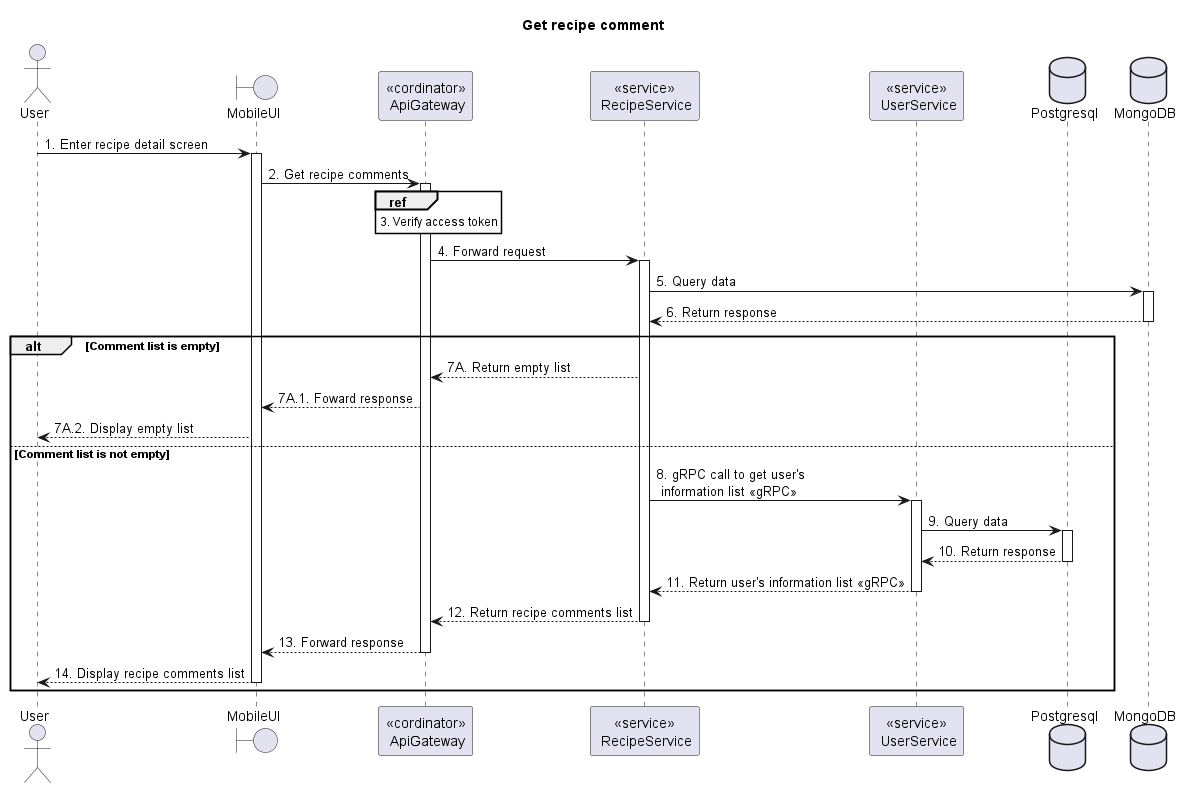 Get recipe comment
User
MobileUI
«cordinator»
ApiGateway
«service»
RecipeService
«service»
UserService
Postgresql
MongoDB
1. Enter recipe detail screen
2. Get recipe comments
ref
3. Verify access token
4. Forward request
5. Query data
6. Return response
alt [Comment list is empty]
7A. Return empty list
7A.1. Foward response
7A.2. Display empty list
[Comment list is not empty]
8. gRPC call to get user's
information list «gRPC»
9. Query data
10. Return response
11. Return user's information list «gRPC»
12. Return recipe comments list
13. Forward response
14. Display recipe comments list
User
MobileUI
«cordinator»
ApiGateway
«service»
RecipeService
«service»
UserService
Postgresql
MongoDB